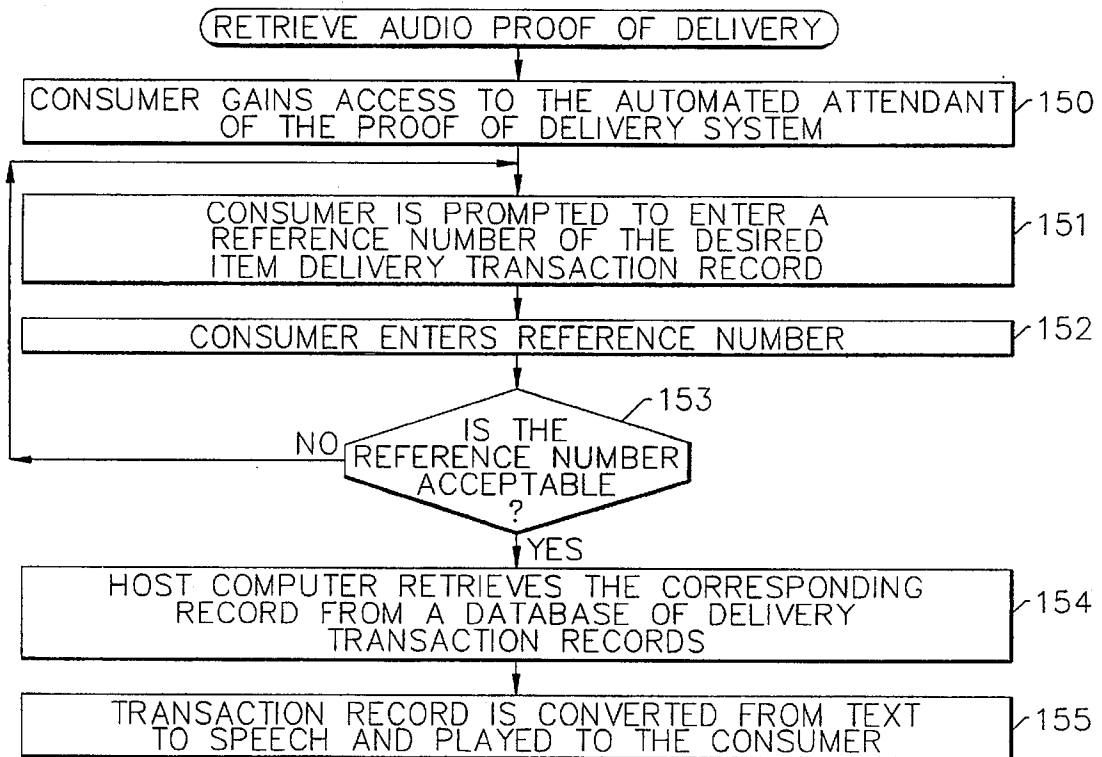 RETRIEVE AUDIO PROOF OF DELIVERY
CONSUMER GAINS ACCESS TO THE AUTOMATED ATTENDANT
OF THE PROOF OF DELIVERY SYSTEM
150
CONSUMER IS PROMPTED TO ENTER A
REFERENCE NUMBER OF THE DESIRED
ITEM DELIVERY TRANSACTION RECORD
151
CONSUMER ENTERS REFERENCE NUMBER
152
153
IS THE
REFERENCE NUMBER
ACCEPTABLE
?
NO
YES
HOST COMPUTER RETRIEVES THE CORRESPONDING
RECORD FROM A DATABASE OF DELIVERY
TRANSACTION RECORDS
154
TRANSACTION RECORD IS CONVERTED FROM TEXT
TO SPEECH AND PLAYED TO THE CONSUMER
155